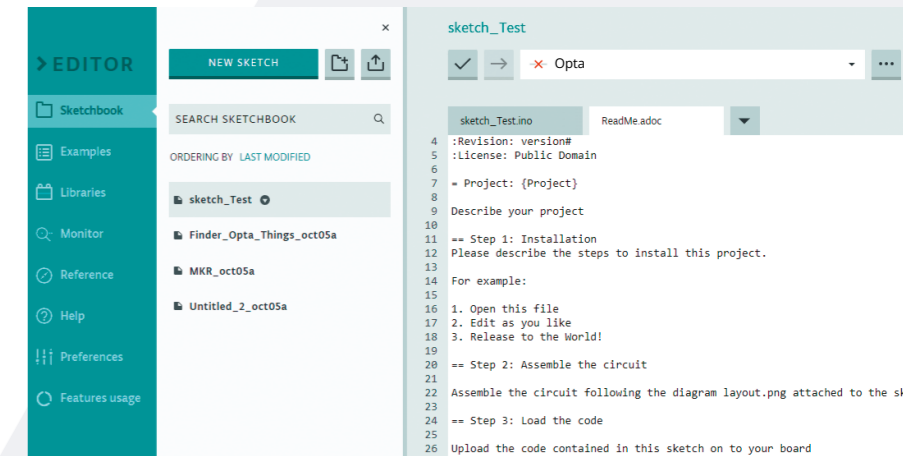 EDITOR
Sketchbook
Examples
Libraries
Monitor
Reference
Help
Preferences
Features usage
×
NEW SKETCH
SEARCH SKETCHBOOK
ORDERING BY LAST MODIFIED
sketch_Test
Finder_Opta_Things_oct05a
MKR_oct05a
Untitled_2_oct05a
sketch_Test
Opta
sketch_Test.ino
ReadMe.adoc
4 :Revision: version#
5 :License: Public Domain
6
7 = Project: {Project}
8
9 Describe your project
10
11 == Step 1: Installation
12 Please describe the steps to install this project.
13
14 For example:
15
16 1. Open this file
17 2. Edit as you like
18 3. Release to the World!
19
20 == Step 2: Assemble the circuit
21
22 Assemble the circuit following the diagram layout.png attached to the sk
23
24 == Step 3: Load the code
25
26 Upload the code contained in this sketch on to your board